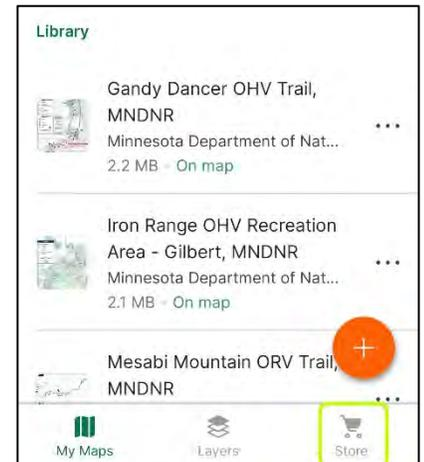 Library
Gandy Dancer OHV Trail,
MNDNR
Minnesota Department of Nat...
2.2 MB • On map
Iron Range OHV Recreation
Area - Gilbert, MNDNR
Minnesota Department of Nat...
2.1 MB • On map
Mesabi Mountain ORV Trail,
MNDNR
My Maps
Layers
Store